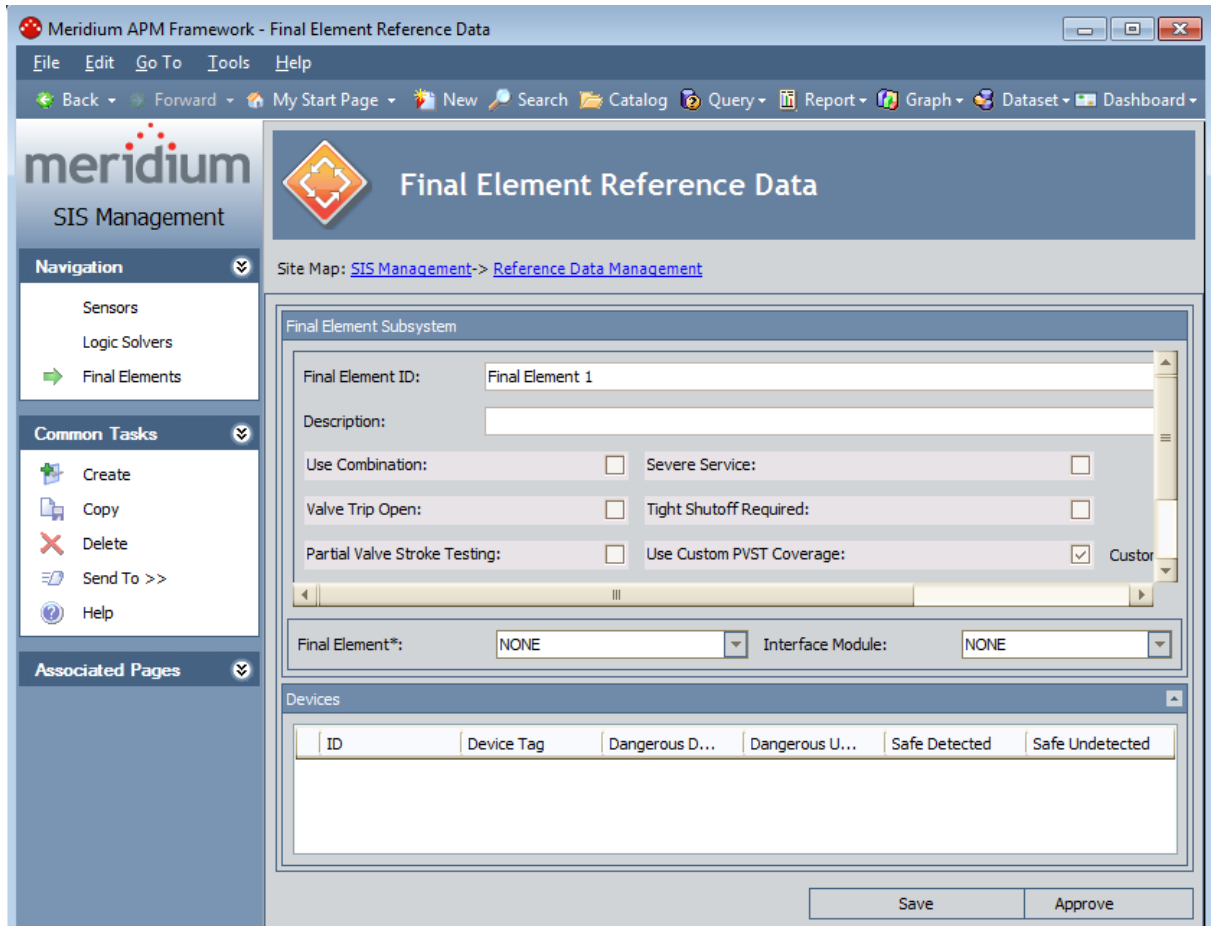 Meridium APM Framework - Final Element Reference Data
File Edit Go To Tools Help
Back Forward My Start Page New Search Catalog Query Report Graph Dataset Dashboard
meridium
SIS Management
Final Element Reference Data
Navigation
Sensors
Logic Solvers
Final Elements
Common Tasks
Create
Copy
Delete
Send To >>
Help
Associated Pages
Site Map: SIS Management-> Reference Data Management
Final Element Subsystem
Final Element ID: Final Element 1
Description:
Use Combination: Severe Service:
Valve Trip Open: Tight Shutoff Required:
Partial Valve Stroke Testing: Use Custom PVST Coverage: Custor
Final Element*: NONE Interface Module: NONE
Devices
ID Device Tag Dangerous D... Dangerous U... Safe Detected Safe Undetected
Save Approve